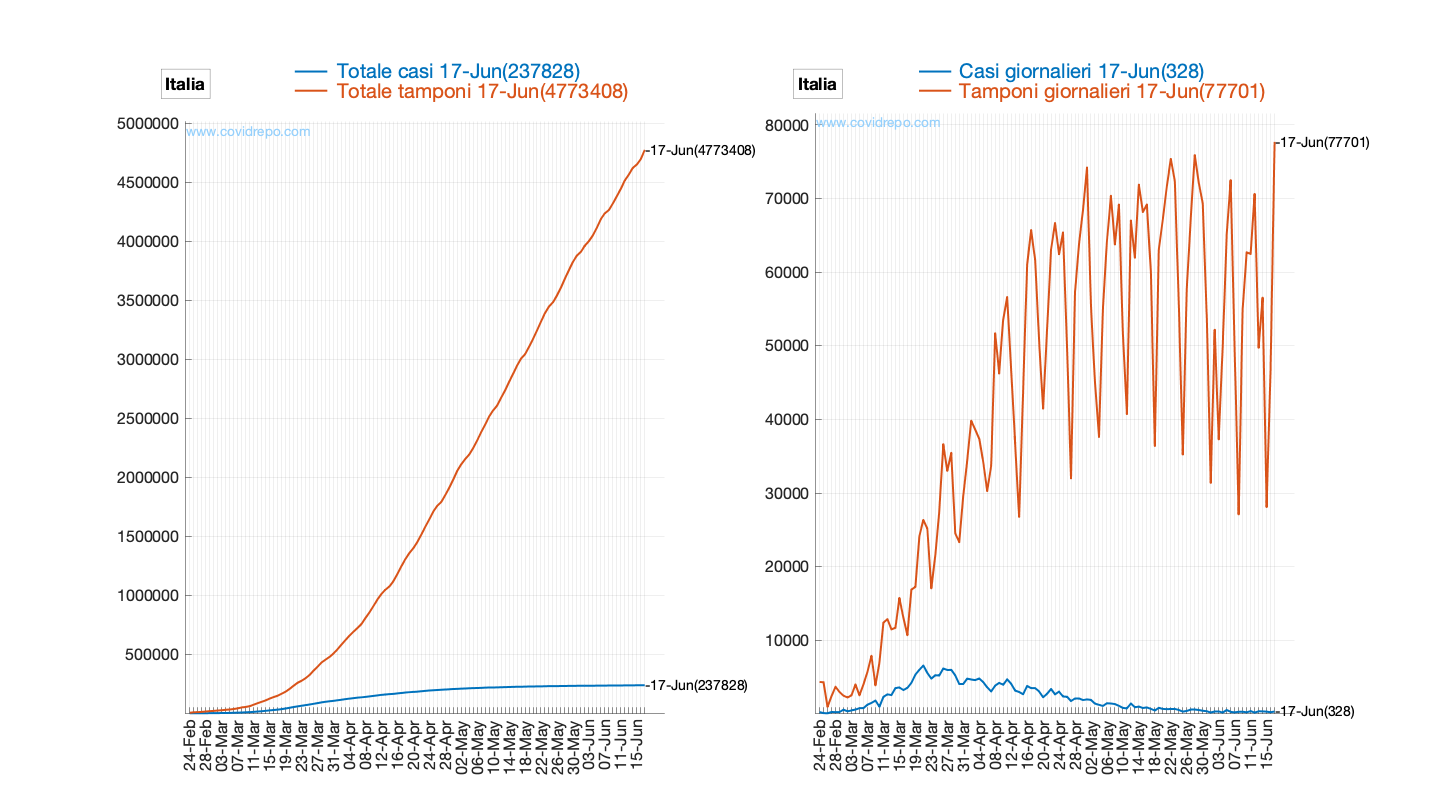 Italia
Totale casi 17-Jun(237828)
Totale tamponi 17-Jun(4773408)
www.covidrepo.com
5000000
4500000
4000000
3500000
3000000
2500000
2000000
1500000
1000000
500000
17-Jun(4773408)
17-Jun(237828)
24-Feb
28-Feb
03-Mar
07-Mar
11-Mar
15-Mar
19-Mar
23-Mar
27-Mar
31-Mar
04-Apr
08-Apr
12-Apr
16-Apr
20-Apr
24-Apr
28-Apr
02-May
06-May
10-May
14-May
18-May
22-May
26-May
30-May
03-Jun
07-Jun
11-Jun
15-Jun
Italia
Casi giornalieri 17-Jun(328)
Tamponi giornalieri 17-Jun(77701)
www.covidrepo.com
80000
70000
60000
50000
40000
30000
20000
10000
17-Jun(77701)
17-Jun(328)
24-Feb
28-Feb
03-Mar
07-Mar
11-Mar
15-Mar
19-Mar
23-Mar
27-Mar
31-Mar
04-Apr
08-Apr
12-Apr
16-Apr
20-Apr
24-Apr
28-Apr
02-May
06-May
10-May
14-May
18-May
22-May
26-May
30-May
03-Jun
07-Jun
11-Jun
15-Jun